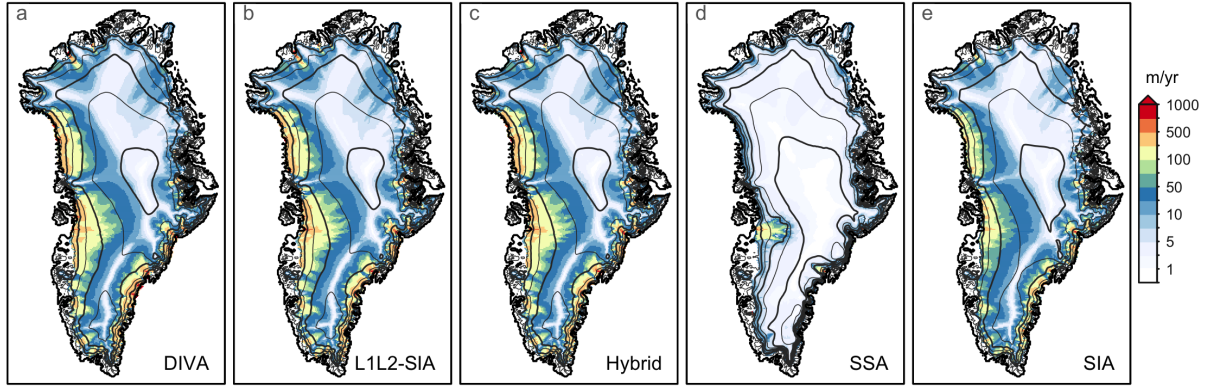 a
b
c
d
e
m/yr
1000
500
100
50
10
5
1
DIVA
L1L2-SIA
Hybrid
SSA
SIA